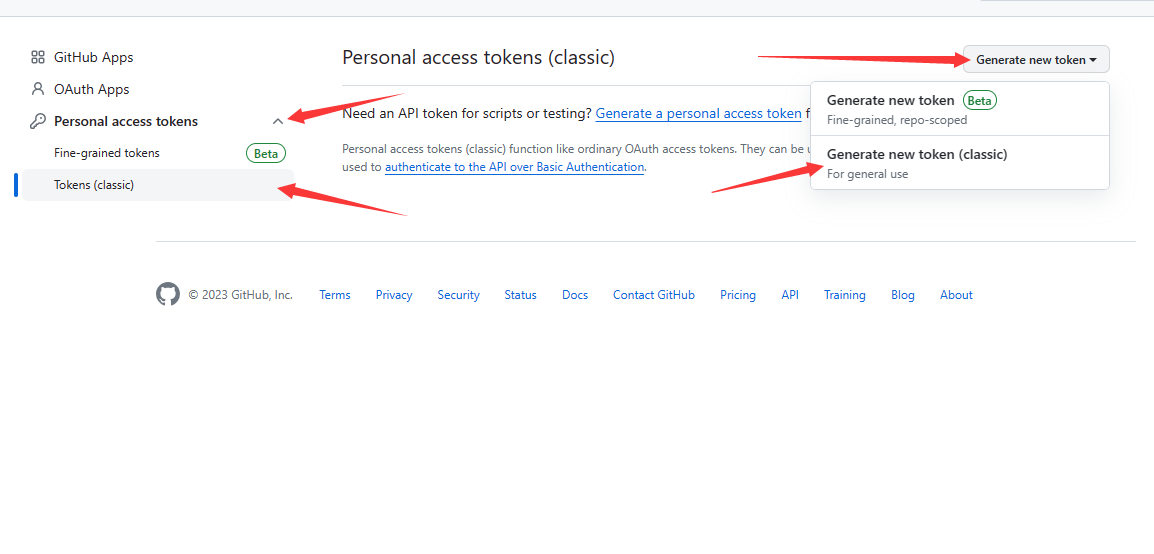 GitHub Apps
OAuth Apps
Personal access tokens
Fine-grained tokens Beta
Tokens (classic)
Personal access tokens (classic)
Generate new token
Need an API token for scripts or testing? Generate a personal access token f
Personal access tokens (classic) function like ordinary OAuth access tokens. They can be
used to authenticate to the API over Basic Authentication.
Generate new token Beta
Fine-grained, repo-scoped
Generate new token (classic)
For general use
© 2023 GitHub, Inc. Terms Privacy Security Status Docs Contact GitHub Pricing API Training Blog About